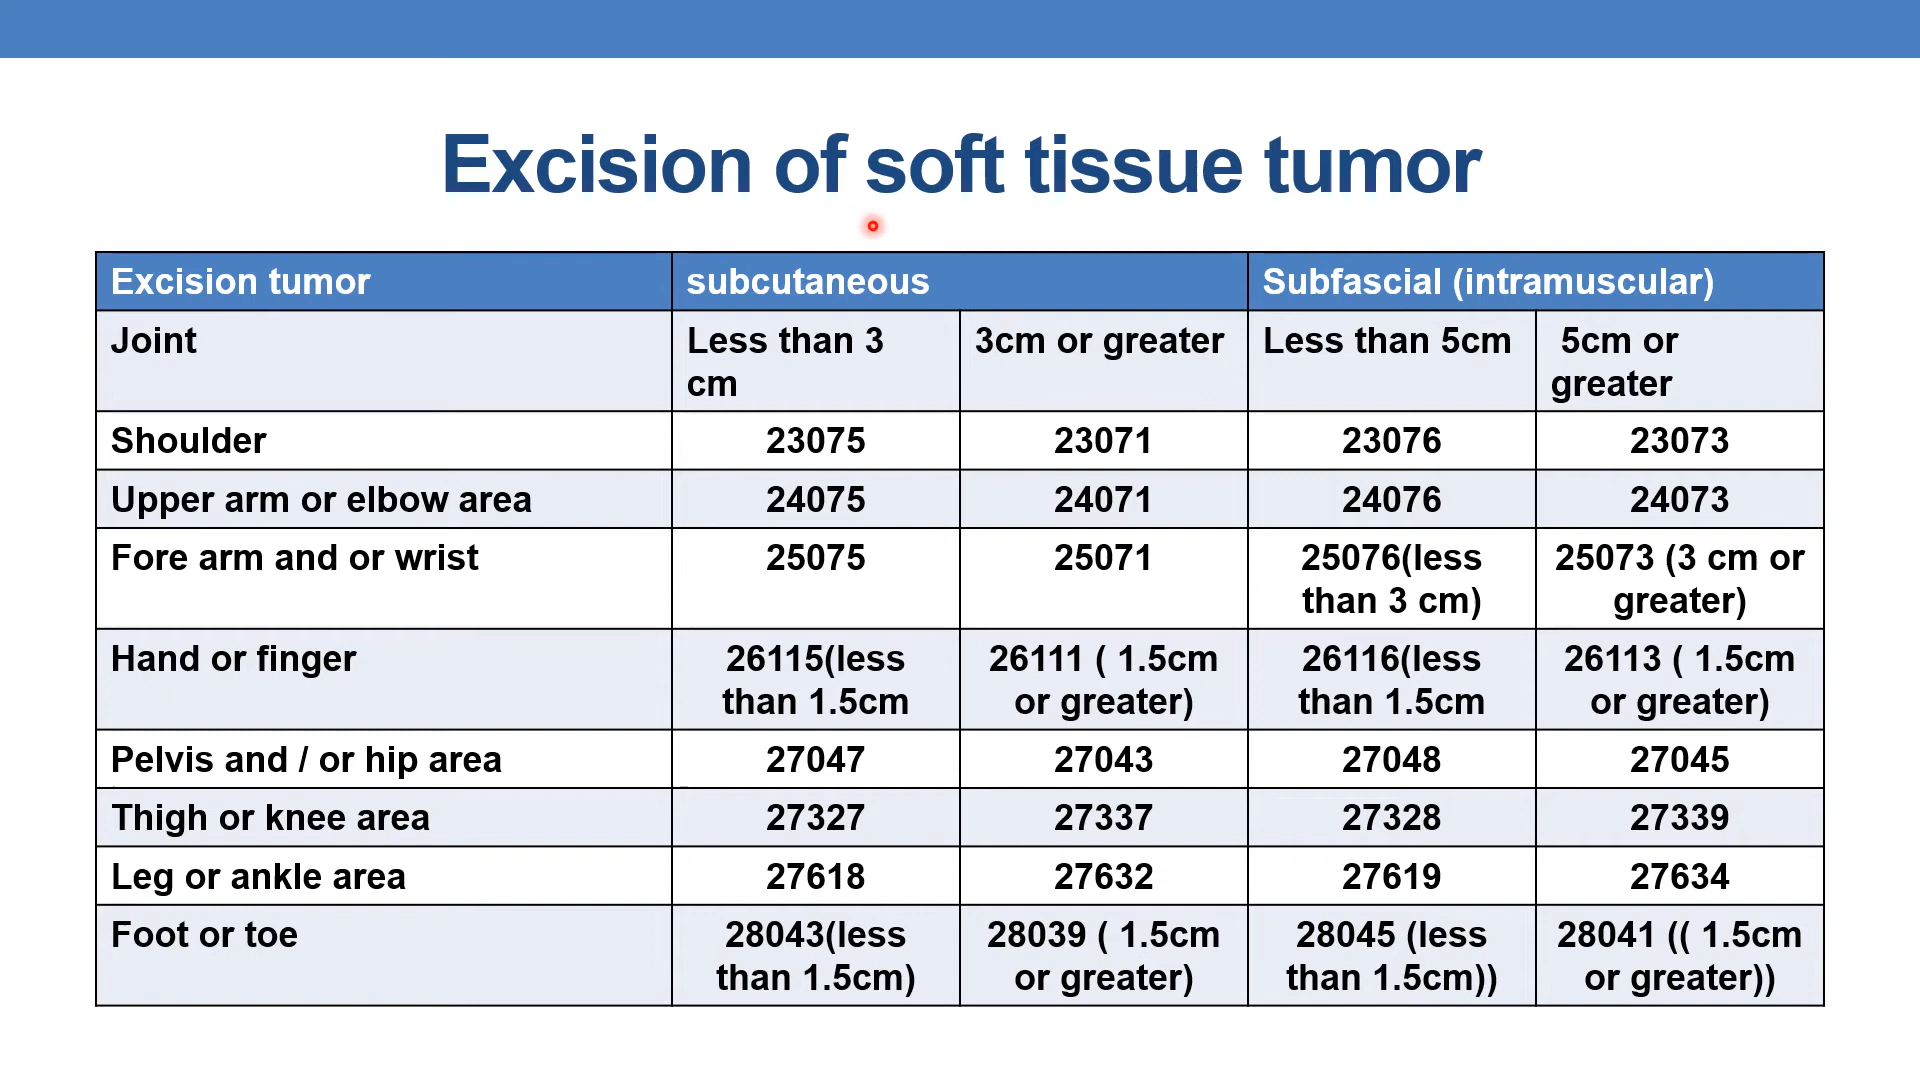 Excision of soft tissue tumor
Excision tumor subcutaneous Subfascial (intramuscular)
Joint Less than 3 cm 3cm or greater Less than 5cm 5cm or greater
Shoulder 23075 23071 23076 23073
Upper arm or elbow area 24075 24071 24076 24073
Fore arm and or wrist 25075 25071 25076(less than 3 cm) 25073 (3 cm or greater)
Hand or finger 26115(less than 1.5cm 26111 ( 1.5cm or greater) 26116(less than 1.5cm 26113 ( 1.5cm or greater)
Pelvis and / or hip area 27047 27043 27048 27045
Thigh or knee area 27327 27337 27328 27339
Leg or ankle area 27618 27632 27619 27634
Foot or toe 28043(less than 1.5cm) 28039 ( 1.5cm or greater) 28045 (less than 1.5cm)) 28041 (( 1.5cm or greater))